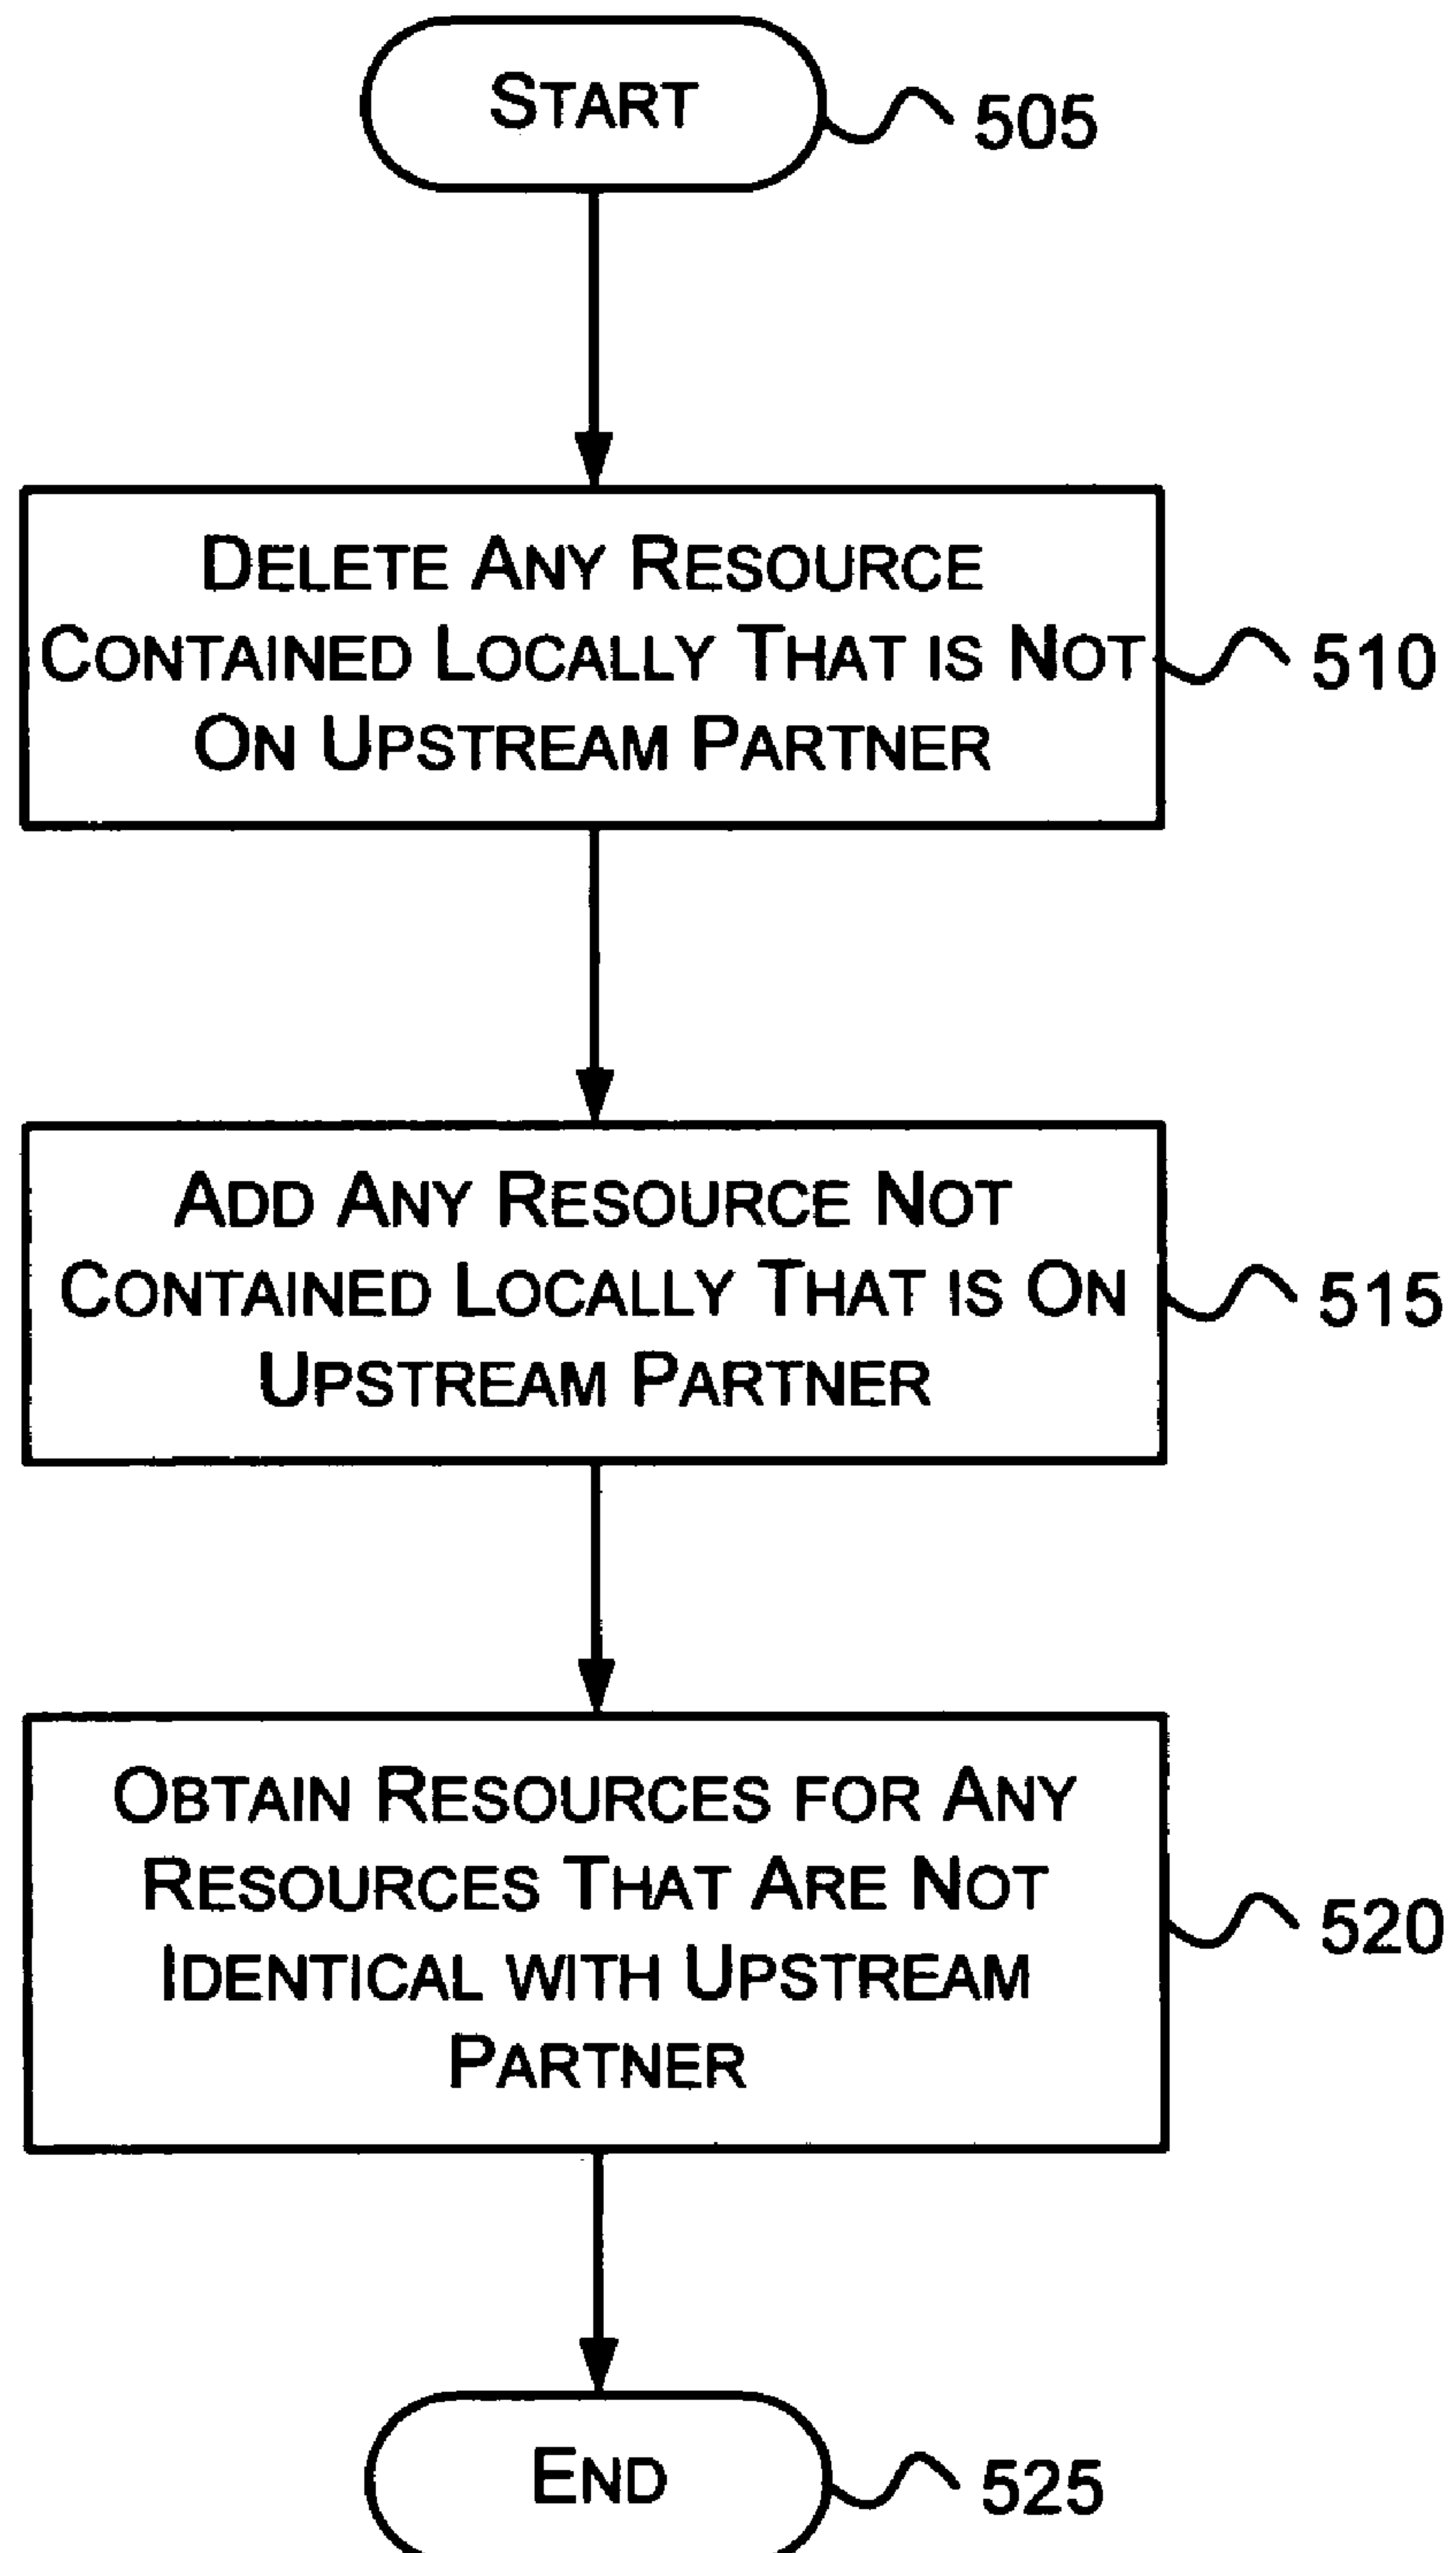 START
505
DELETE ANY RESOURCE
CONTAINED LOCALLY THAT IS NOT
ON UPSTREAM PARTNER
510
ADD ANY RESOURCE NOT
CONTAINED LOCALLY THAT IS ON
UPSTREAM PARTNER
515
OBTAIN RESOURCES FOR ANY
RESOURCES THAT ARE NOT
IDENTICAL WITH UPSTREAM
PARTNER
520
END
525